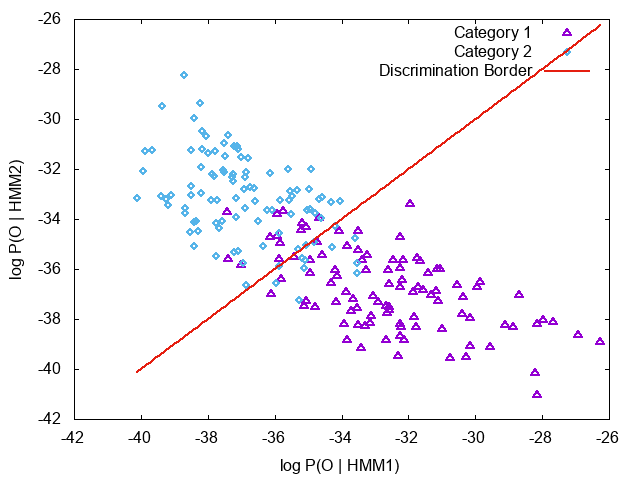 Category 1
Category 2
Discrimination Border
-26
-28
-30
-32
-34
-36
-38
-40
-42
log P(O | HMM2)
-42 -40 -38 -36 -34 -32 -30 -28 -26
log P(O | HMM1)